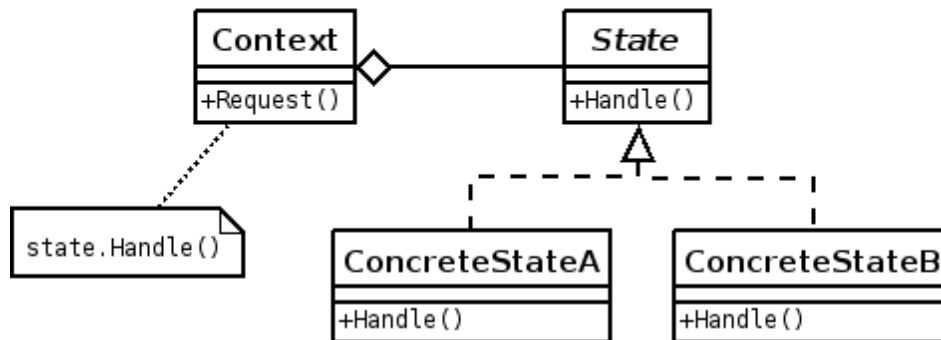 Context
State
+Request()
+Handle()
state.Handle()
ConcreteStateA
ConcreteStateB
+Handle()
+Handle()